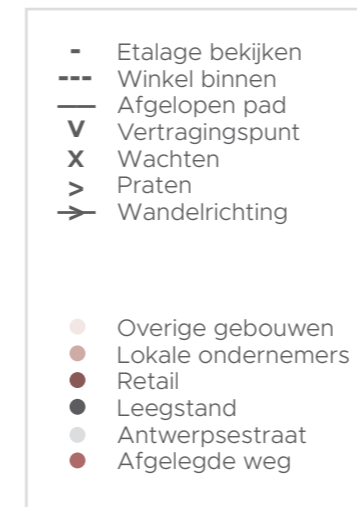 - Etalage bekijken
--- Winkel binnen
Afgelopen pad
V Vertragingspunt
X Wachten
> Praten
Wandelrichting
Overige gebouwen
Lokale ondernemers
Retail
Leegstand
Antwerpsestraat
Afgelegde weg